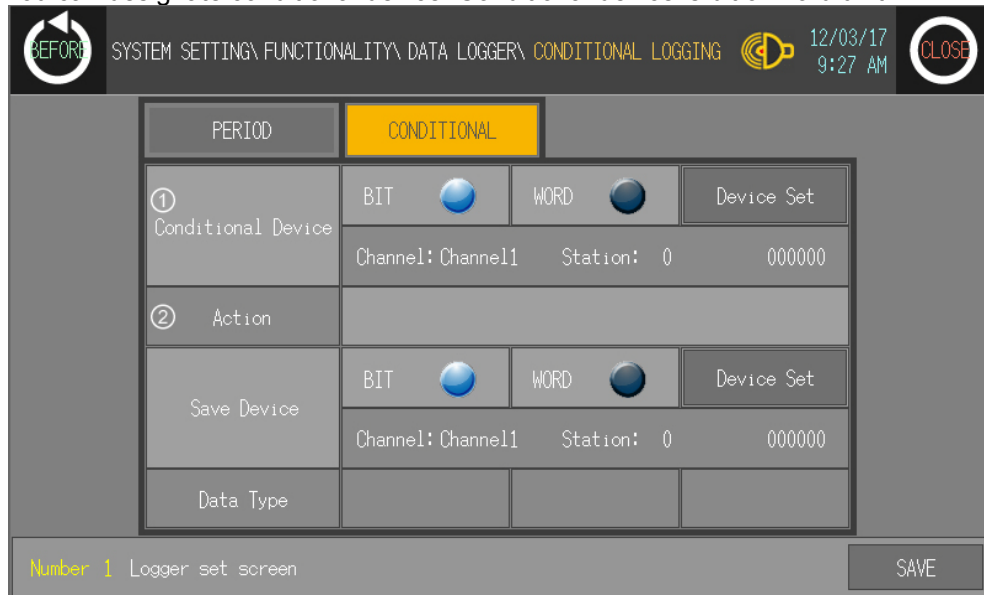 BEFORE
SYSTEM SETTING\ FUNCTIONALITY\ DATA LOGGER\ CONDITIONAL LOGGING
12/03/17
9:27 AM
CLOSE
PERIOD
CONDITIONAL
①
Conditional Device
BIT
WORD
Device Set
Channel: Channel1 Station: 0 000000
② Action
Save Device
BIT
WORD
Device Set
Channel: Channel1 Station: 0 000000
Data Type
Number 1 Logger set screen
SAVE